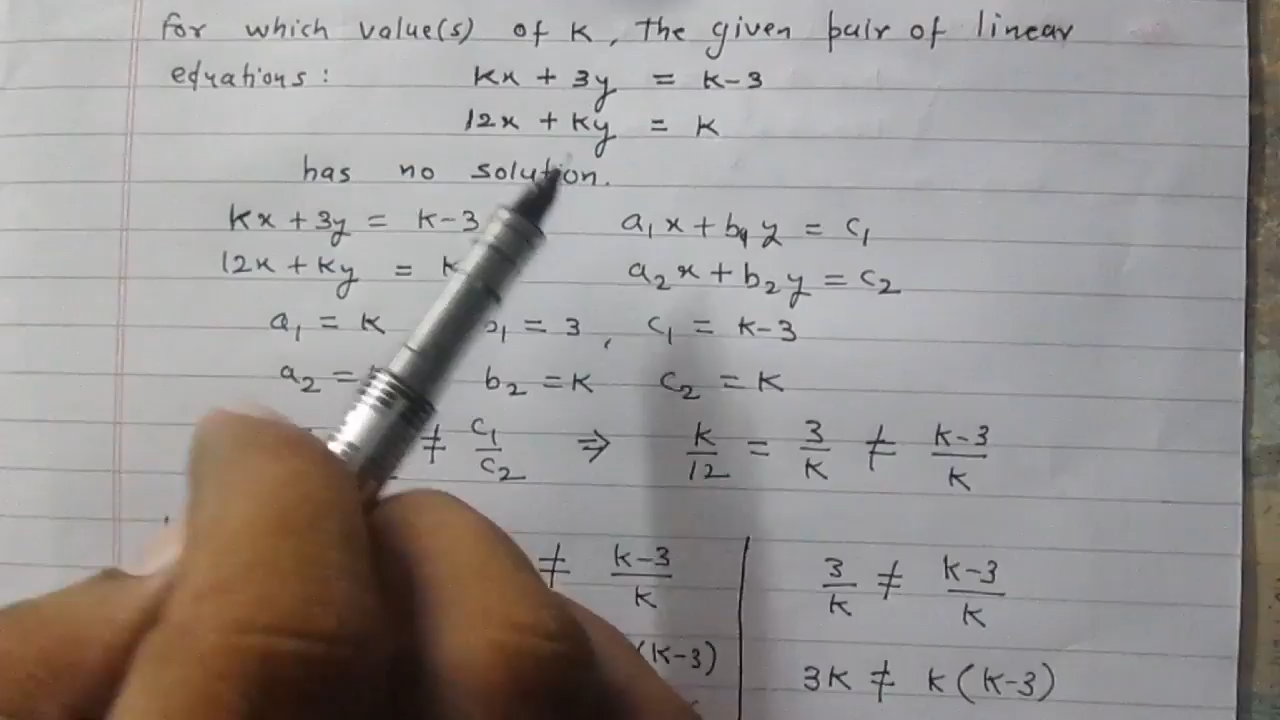 for which value(s) of k, the given pair of linear
equations: kx + 3y = k-3
12x + ky = k
has no solution.
kx + 3y = k-3 a₁x + b₁y = c₁
12x + ky = k a₂x + b₂y = c₂
a₁ = k b₁ = 3 , c₁ = k-3
a₂ = b₂ = k c₂ = k
≠ c₁/c₂ ⇒ k/12 = 3/k ≠ k-3/k
≠ k-3/k 3/k ≠ k-3/k
(k-3) 3k ≠ k(k-3)